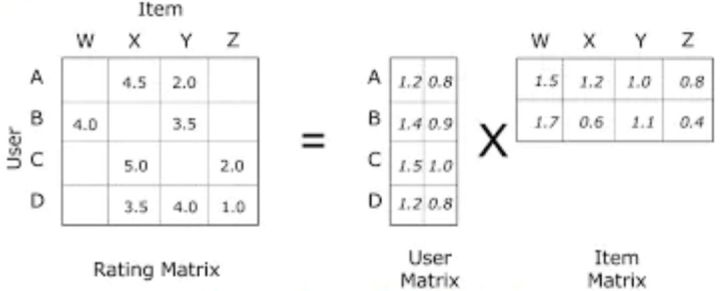 Item
W X Y Z W X Y Z
A 4.5 2.0 A 1.2 0.8 1.5 1.2 1.0 0.8
B 4.0 3.5 = B 1.4 0.9 X 1.7 0.6 1.1 0.4
User
C 5.0 2.0 C 1.5 1.0
D 3.5 4.0 1.0 D 1.2 0.8
Rating Matrix
User
Matrix
Item
Matrix